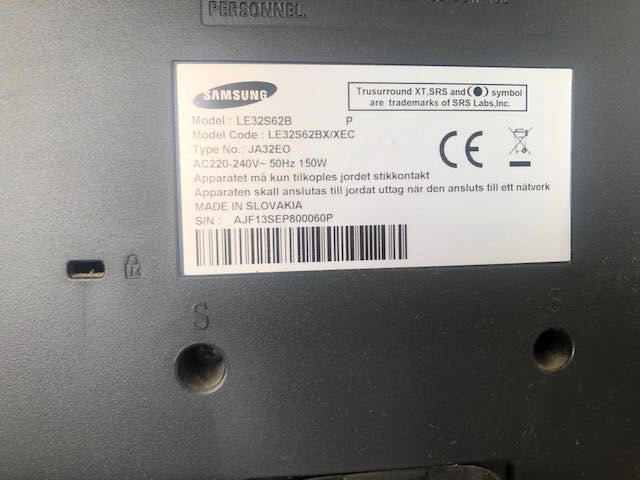 PERSONNEL.
SAMSUNG
Trusurround XT,SRS and (●) symbol
are trademarks of SRS Labs,Inc.
Model : LE32S62B P
Model Code : LE32S62BX/XEC
Type No.: JA32EO
AC220-240V~ 50Hz 150W
Apparatet må kun tilkoples jordet stikkontakt
Apparaten skall anslutas till jordat uttag när den ansluts till ett nätverk
MADE IN SLOVAKIA
S/N : AJF13SEP800060P
CE
S
S